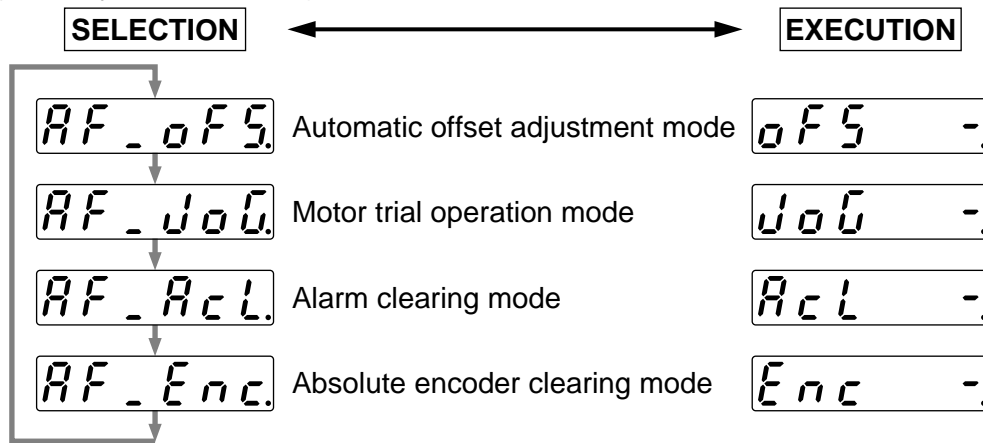 SELECTION EXECUTION
AF_oFS. Automatic offset adjustment mode oFS -.
AF_JoG. Motor trial operation mode JoG -.
AF_AcL. Alarm clearing mode AcL -.
AF_Enc. Absolute encoder clearing mode Enc -.